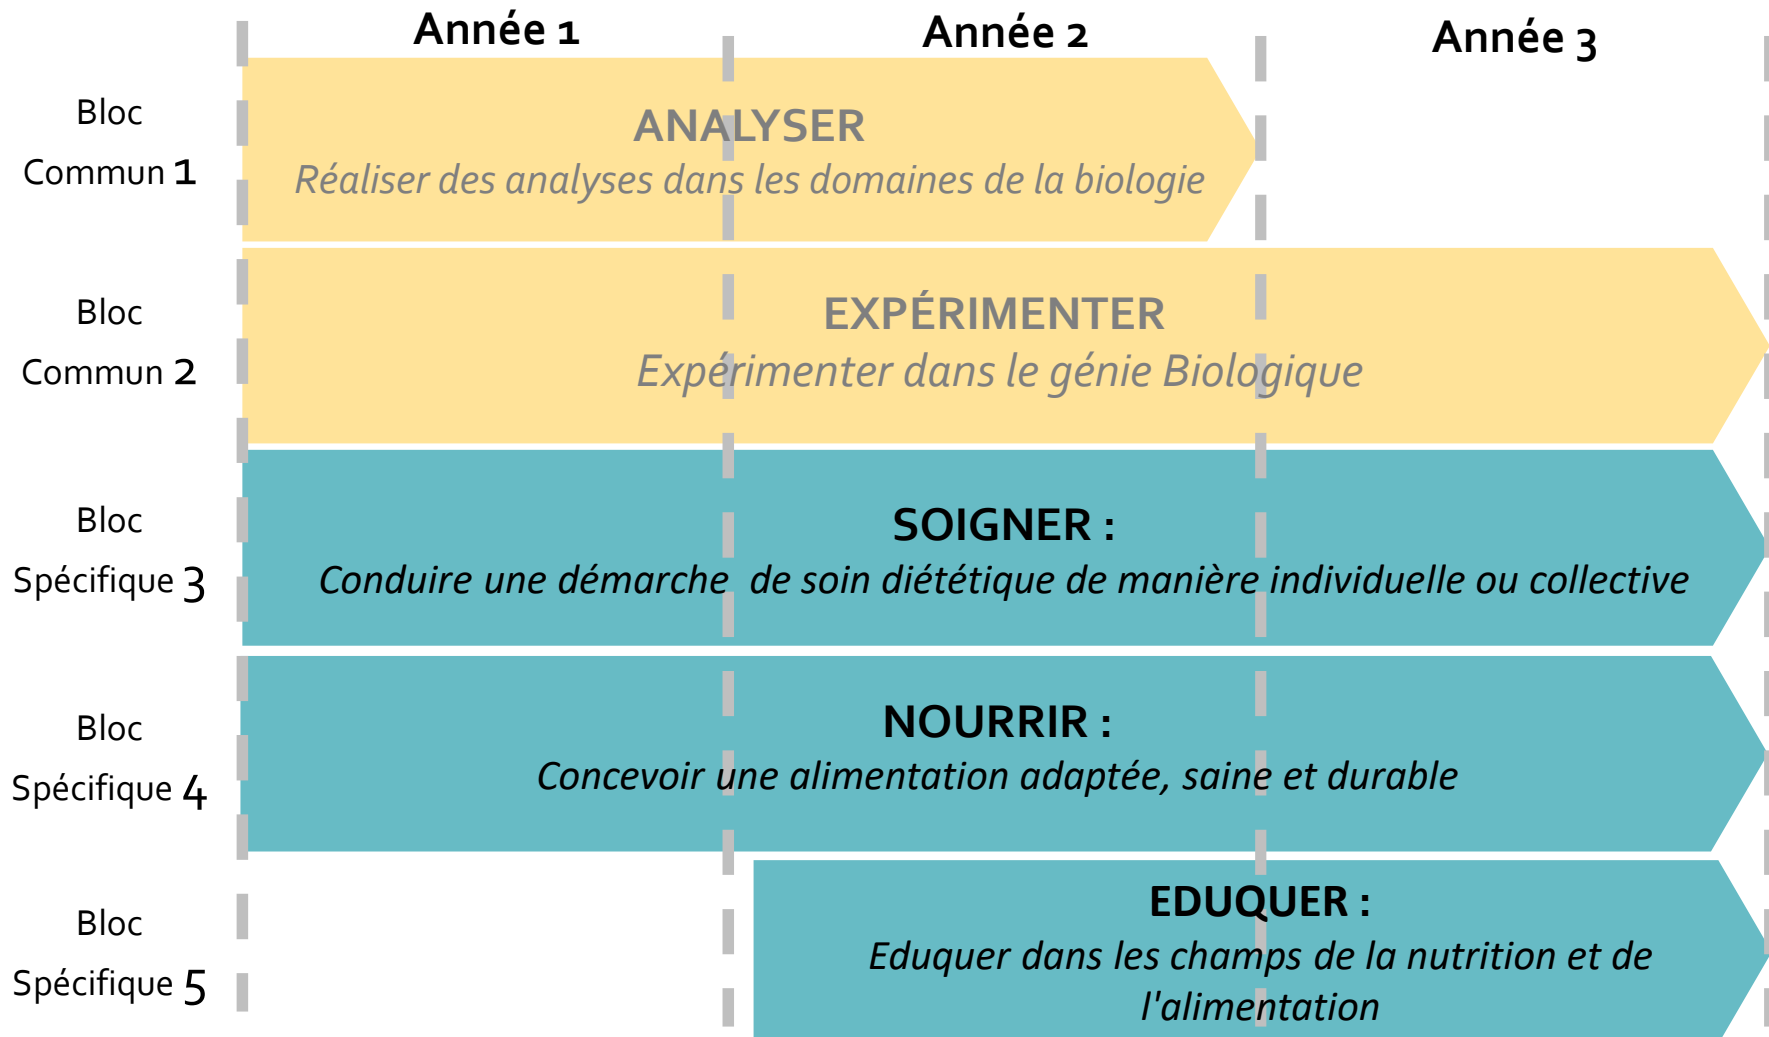 Année 1
Année 2
Année 3
Bloc
Commun 1
ANALYSER
Réaliser des analyses dans les domaines de la biologie
Bloc
Commun 2
EXPÉRIMENTER
Expérimenter dans le génie Biologique
Bloc
Spécifique 3
SOIGNER :
Conduire une démarche  de soin diététique de manière individuelle ou collective
Bloc
Spécifique 4
NOURRIR :
Concevoir une alimentation adaptée, saine et durable
Bloc
Spécifique 5
EDUQUER :
Eduquer dans les champs de la nutrition et de
l'alimentation